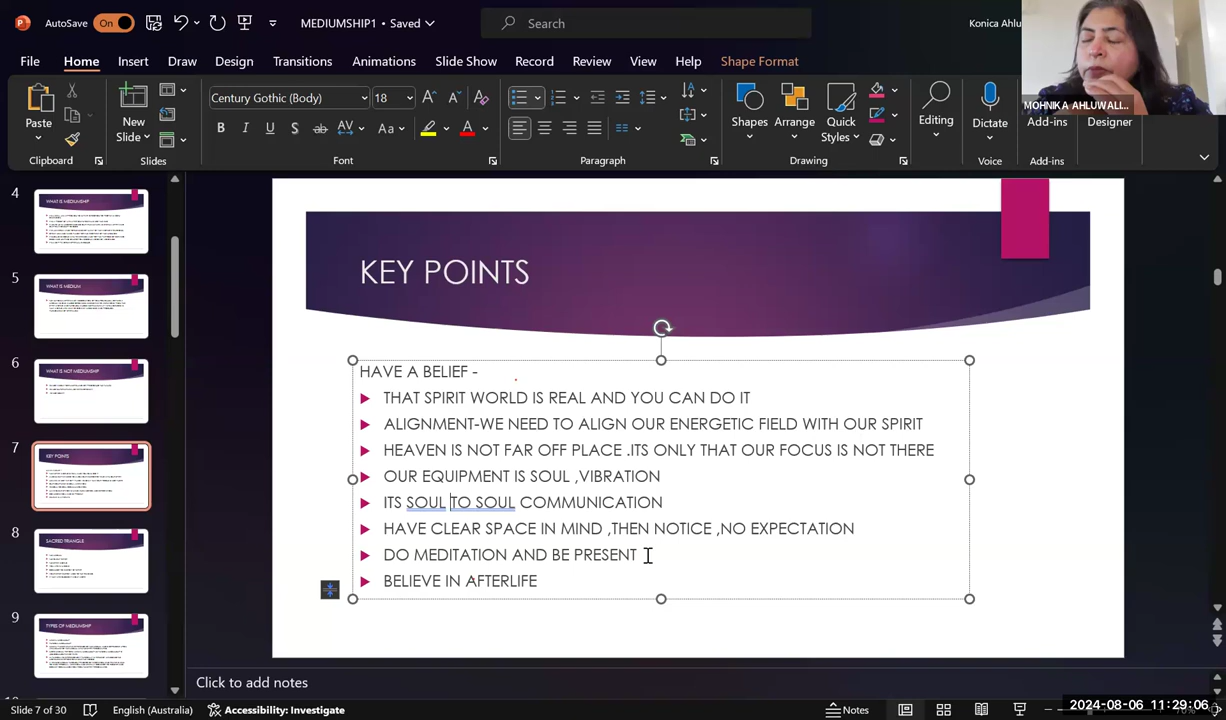 AutoSave On MEDIUMSHIP1 • Saved Search Konica Ahlu
File Home Insert Draw Design Transitions Animations Slide Show Record Review View Help Shape Format
MOHNIKA AHLUWALI...
Paste New Slide Century Gothic (Body) 18 Shapes Arrange Quick Styles Editing Dictate Add-ins Designer
Clipboard Slides Font Paragraph Drawing Voice Add-ins
4 WHAT IS MEDIUMSHIP
5 WHAT IS MEDIUM
6 WHAT IS NOT MEDIUMSHIP
7 KEY POINTS
8 SACRED TRIANGLE
9 TYPES OF MEDIUMSHIP
KEY POINTS
HAVE A BELIEF -
THAT SPIRIT WORLD IS REAL AND YOU CAN DO IT
ALIGNMENT-WE NEED TO ALIGN OUR ENERGETIC FIELD WITH OUR SPIRIT
HEAVEN IS NOT FAR OFF PLACE .ITS ONLY THAT OUR FOCUS IS NOT THERE
OUR EQUIPMENT IS SOUL ,VIBRATION
ITS SOUL TO SOUL COMMUNICATION
HAVE CLEAR SPACE IN MIND ,THEN NOTICE ,NO EXPECTATION
DO MEDITATION AND BE PRESENT
BELIEVE IN AFTERLIFE
Click to add notes
Slide 7 of 30 English (Australia) Accessibility: Investigate Notes
2024-08-06 11:29:06